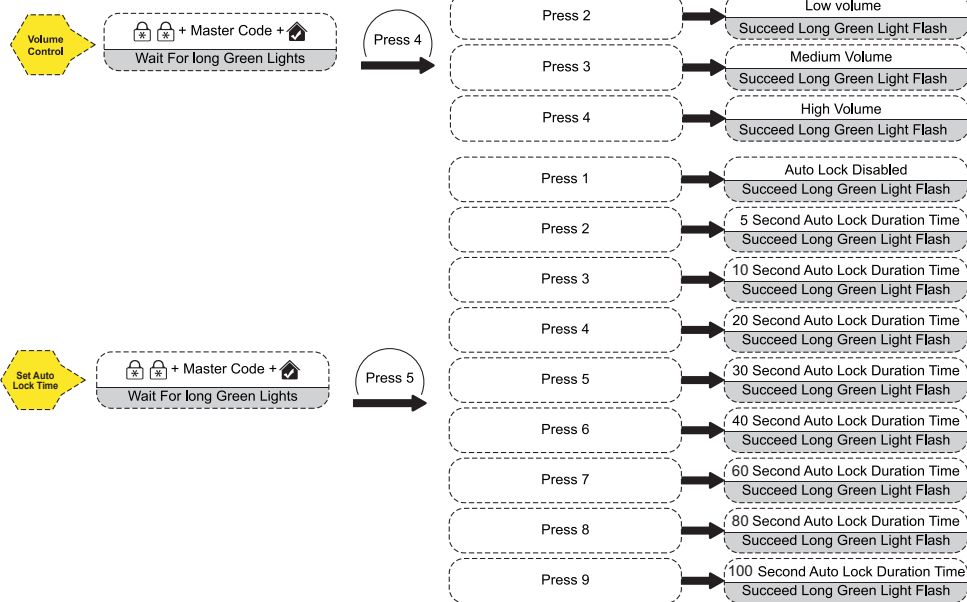 Volume
Control
* * + Master Code +
Wait For long Green Lights
Press 4
Press 2
Low volume
Succeed Long Green Light Flash
Press 3
Medium Volume
Succeed Long Green Light Flash
Press 4
High Volume
Succeed Long Green Light Flash
Set Auto
Lock Time
* * + Master Code +
Wait For long Green Lights
Press 5
Press 1
Auto Lock Disabled
Succeed Long Green Light Flash
Press 2
5 Second Auto Lock Duration Time
Succeed Long Green Light Flash
Press 3
10 Second Auto Lock Duration Time
Succeed Long Green Light Flash
Press 4
20 Second Auto Lock Duration Time
Succeed Long Green Light Flash
Press 5
30 Second Auto Lock Duration Time
Succeed Long Green Light Flash
Press 6
40 Second Auto Lock Duration Time
Succeed Long Green Light Flash
Press 7
60 Second Auto Lock Duration Time
Succeed Long Green Light Flash
Press 8
80 Second Auto Lock Duration Time
Succeed Long Green Light Flash
Press 9
100 Second Auto Lock Duration Time
Succeed Long Green Light Flash